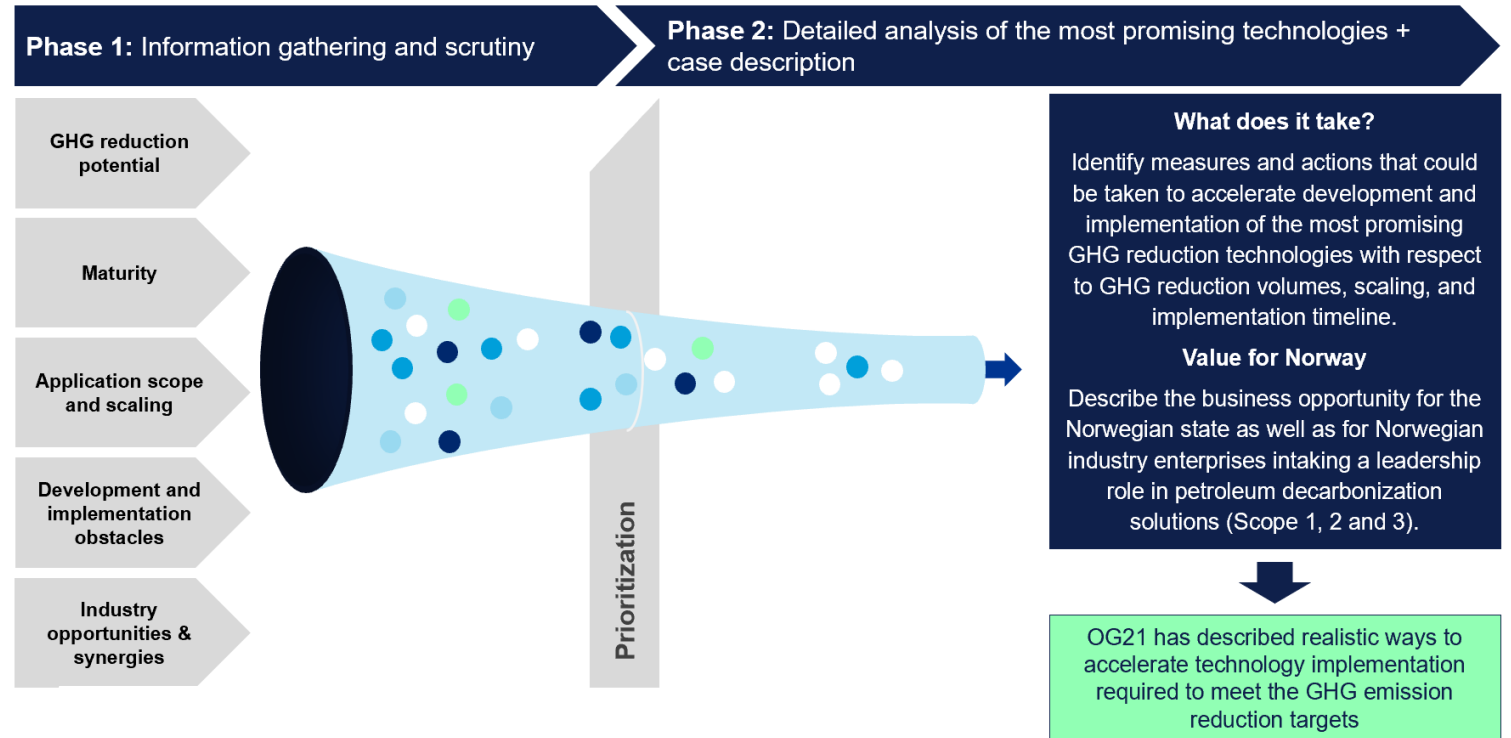 Phase 1: Information gathering and scrutiny
Phase 2: Detailed analysis of the most promising technologies +
case description
GHG reduction
potential
Maturity
Application scope
and scaling
Development and
implementation
obstacles
Industry
opportunities &
synergies
Prioritization
What does it take?
Identify measures and actions that could
be taken to accelerate development and
implementation of the most promising
GHG reduction technologies with respect
to GHG reduction volumes, scaling, and
implementation timeline.
Value for Norway
Describe the business opportunity for the
Norwegian state as well as for Norwegian
industry enterprises intaking a leadership
role in petroleum decarbonization
solutions (Scope 1, 2 and 3).
OG21 has described realistic ways to
accelerate technology implementation
required to meet the GHG emission
reduction targets